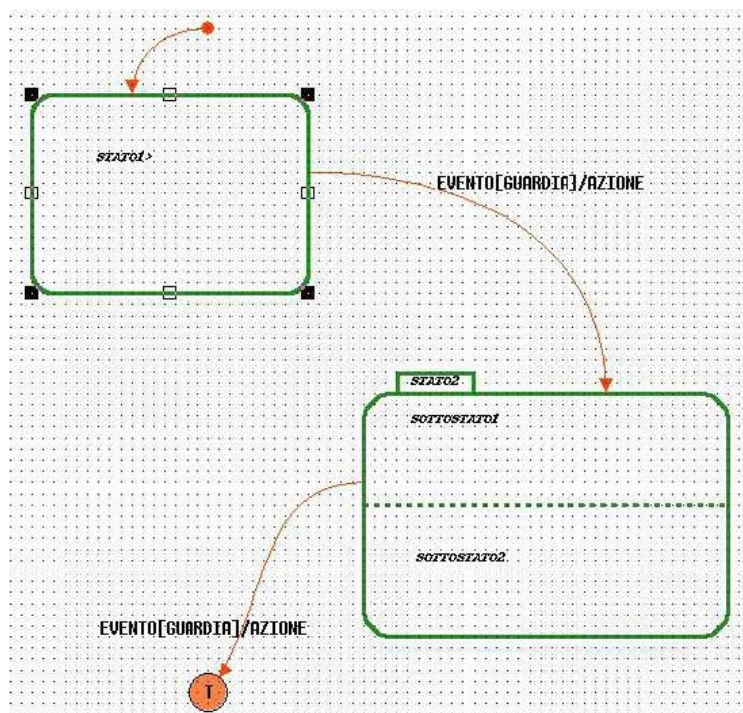 STATO1>
EVENTO[GUARDIA]/AZIONE
STATO2
SOTTOSTATO1
SOTTOSTATO2
EVENTO[GUARDIA]/AZIONE
T